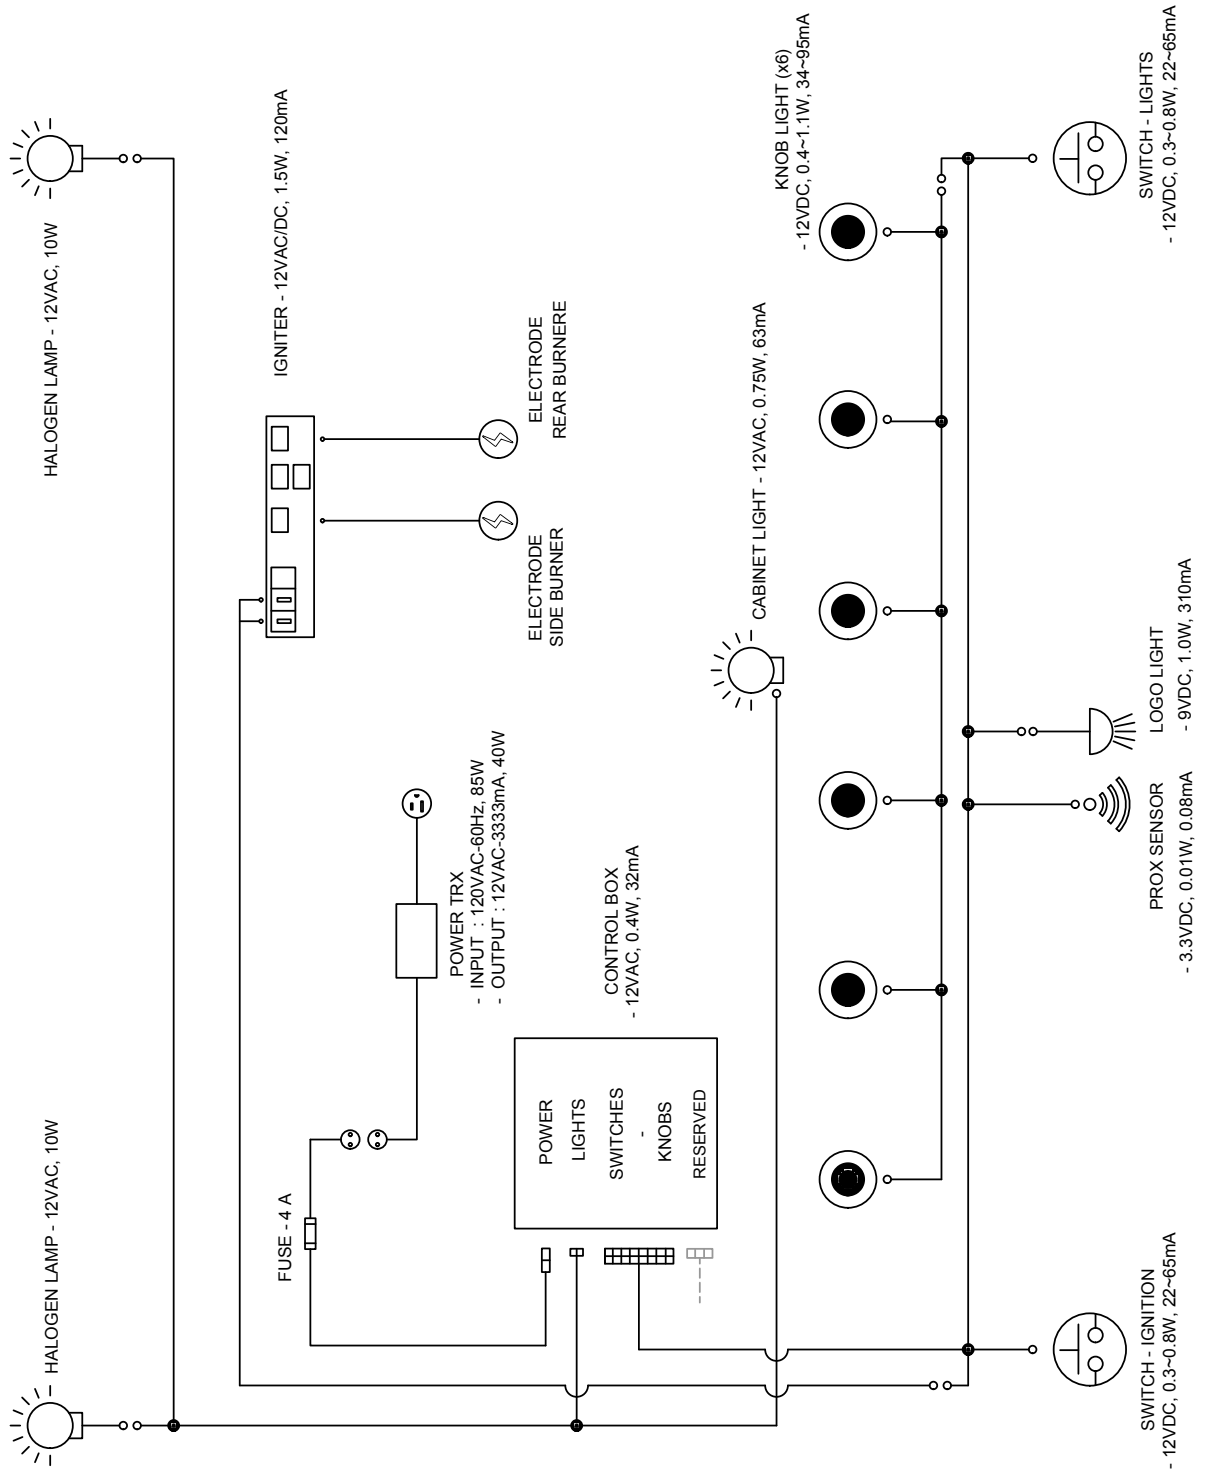 HALOGEN LAMP - 12VAC, 10W
HALOGEN LAMP - 12VAC, 10W
FUSE - 4 A
IGNITER - 12VAC/DC, 1.5W, 120mA
POWER TRX
- INPUT : 120VAC-60Hz, 85W
- OUTPUT : 12VAC-3333mA, 40W
ELECTRODE
SIDE BURNER
ELECTRODE
REAR BURNERE
CONTROL BOX
- 12VAC, 0.4W, 32mA
POWER
LIGHTS
SWITCHES
-
KNOBS
RESERVED
CABINET LIGHT - 12VAC, 0.75W, 63mA
KNOB LIGHT (x6)
- 12VDC, 0.4~1.1W, 34~95mA
SWITCH - IGNITION
- 12VDC, 0.3~0.8W, 22~65mA
PROX SENSOR
- 3.3VDC, 0.01W, 0.08mA
LOGO LIGHT
- 9VDC, 1.0W, 310mA
SWITCH - LIGHTS
- 12VDC, 0.3~0.8W, 22~65mA